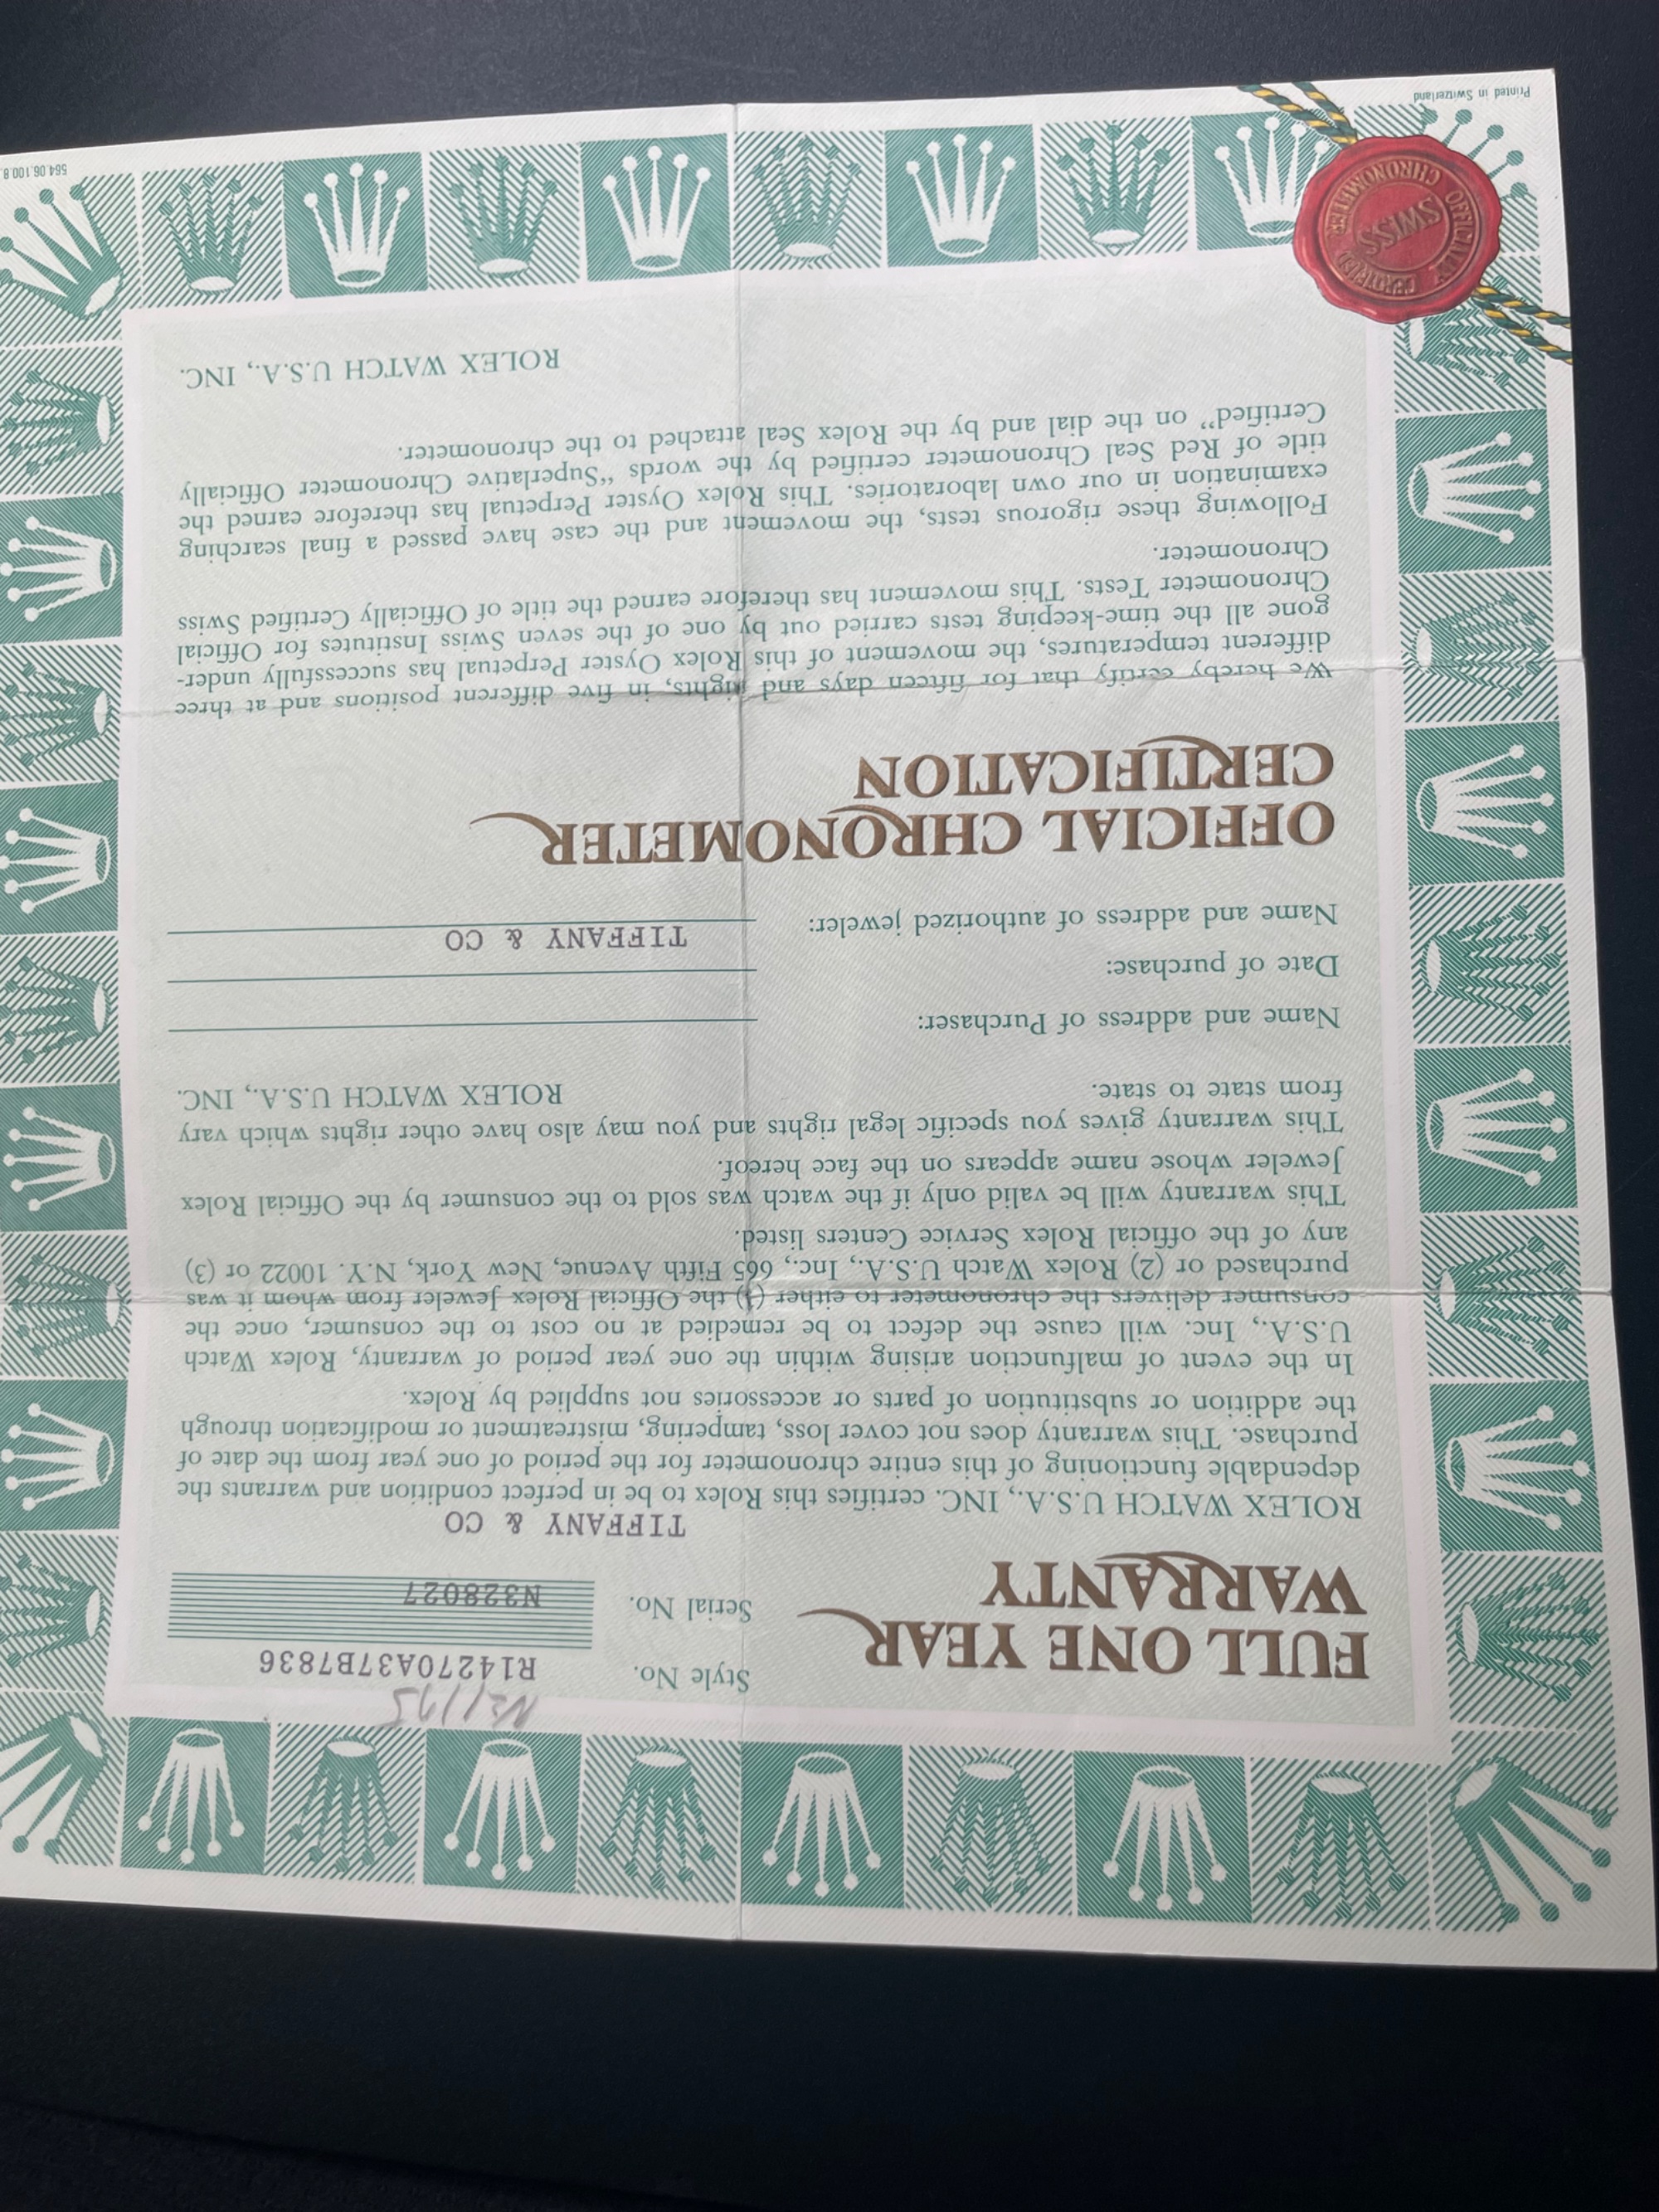 FULL ONE YEAR
WARRANTY
Style No. R14270A37B7836
Serial No. N328027
TIFFANY & CO
ROLEX WATCH U.S.A., INC. certifies this Rolex to be in perfect condition and warrants the
dependable functioning of this entire chronometer for the period of one year from the date of
purchase. This warranty does not cover loss, tampering, mistreatment or modification through
the addition or substitution of parts or accessories not supplied by Rolex.
In the event of malfunction arising within the one year period of warranty, Rolex Watch
U.S.A., Inc. will cause the defect to be remedied at no cost to the consumer, once the
consumer delivers the chronometer to either (1) the Official Rolex jeweler from whom it was
purchased or (2) Rolex Watch U.S.A., Inc., 665 Fifth Avenue, New York, N.Y. 10022 or (3)
any of the official Rolex Service Centers listed.
This warranty will be valid only if the watch was sold to the consumer by the Official Rolex
Jeweler whose name appears on the face hereof.
This warranty gives you specific legal rights and you may also have other rights which vary
from state to state. ROLEX WATCH U.S.A., INC.
Name and address of Purchaser:
Date of purchase:
Name and address of authorized jeweler: TIFFANY & CO
OFFICIAL CHRONOMETER
CERTIFICATION
We hereby certify that for fifteen days and nights, in five different positions and at three
different temperatures, the movement of this Rolex Oyster Perpetual has successfully under-
gone all the time-keeping tests carried out by one of the seven Swiss Institutes for Official
Chronometer Tests. This movement has therefore earned the title of Officially Certified Swiss
Chronometer.
Following these rigorous tests, the movement and the case have passed a final searching
examination in our own laboratories. This Rolex Oyster Perpetual has therefore earned the
title of Red Seal Chronometer certified by the words “Superlative Chronometer Officially
Certified” on the dial and by the Rolex Seal attached to the chronometer.
ROLEX WATCH U.S.A., INC.
OFFICIALLY CERTIFIED
SWISS
CHRONOMETER
Printed in Switzerland
564.06.100.8.